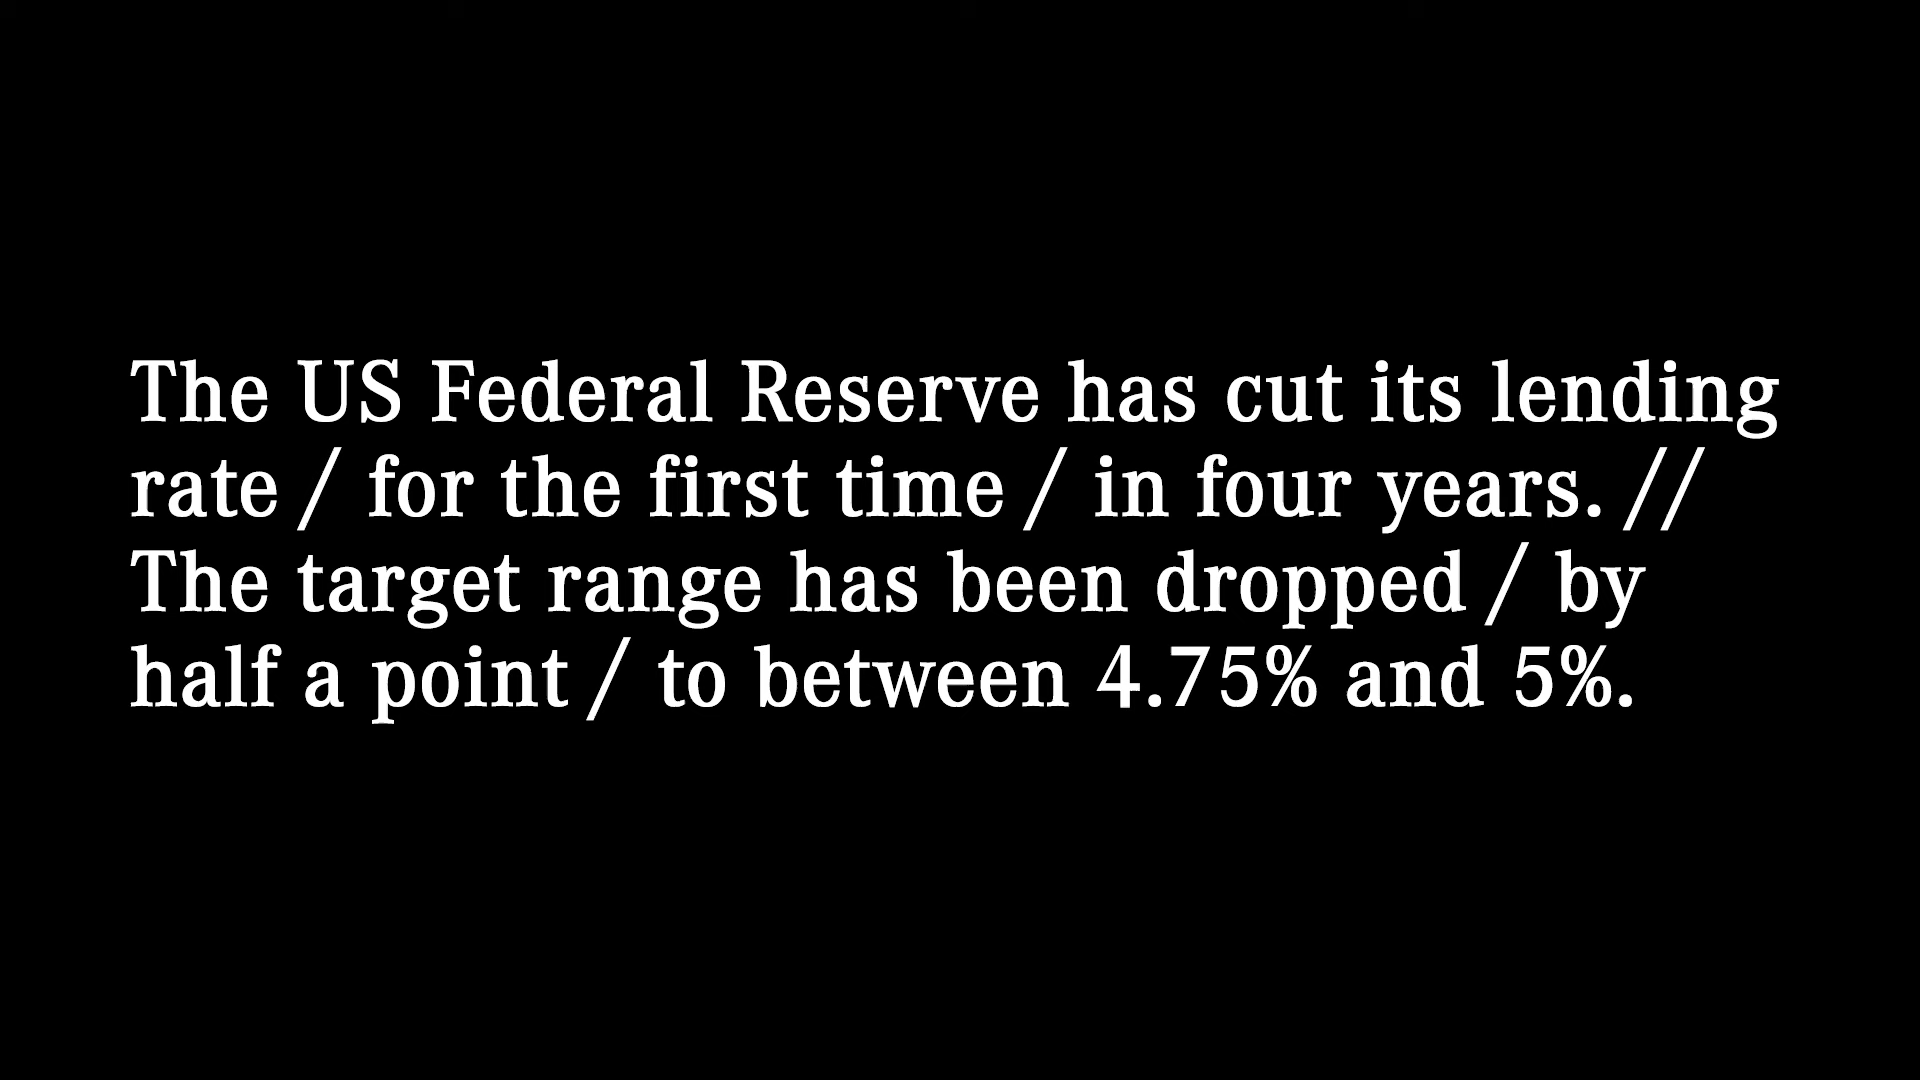 The US Federal Reserve has cut its lending
rate / for the first time / in four years. //
The target range has been dropped / by
half a point / to between 4.75% and 5%.